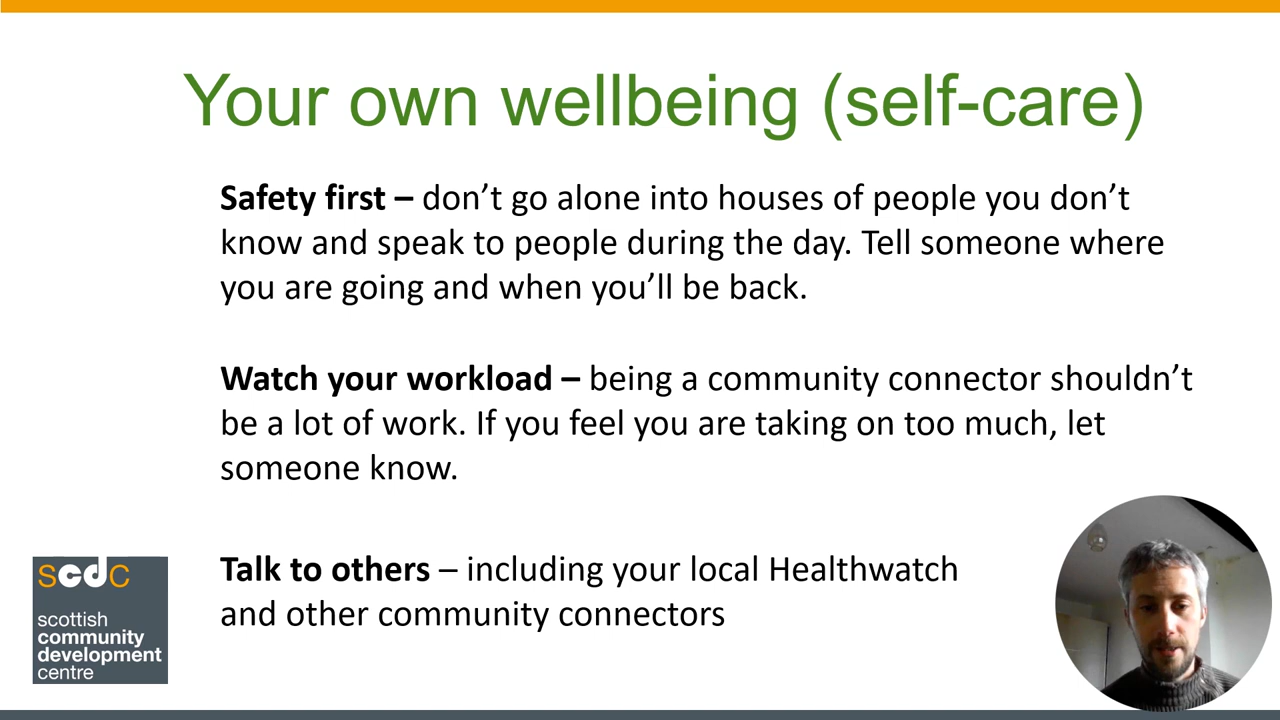 Your own wellbeing (self-care)
Safety first – don’t go alone into houses of people you don’t
know and speak to people during the day. Tell someone where
you are going and when you’ll be back.
Watch your workload – being a community connector shouldn’t
be a lot of work. If you feel you are taking on too much, let
someone know.
Talk to others – including your local Healthwatch
and other community connectors
scdc
scottish
community
development
centre